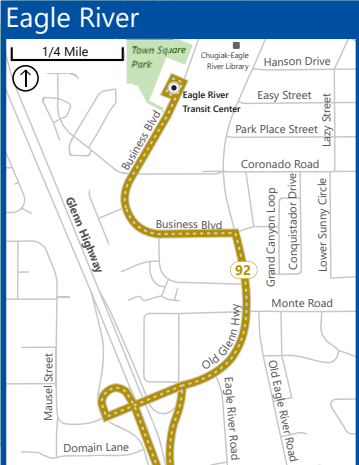 Eagle River
1/4 Mile
Town Square
Park
Chugiak-Eagle
River Library
Hanson Drive
Eagle River
Transit Center
Easy Street
Lazy Street
Park Place Street
Business Blvd
Coronado Road
Glenn Highway
Business Blvd
Grand Canyon Loop
Conquistador Drive
Lower Sunny Circle
92
Monte Road
Old Glenn Hwy
Mausel Street
Eagle River Road
Old Eagle River Road
Domain Lane